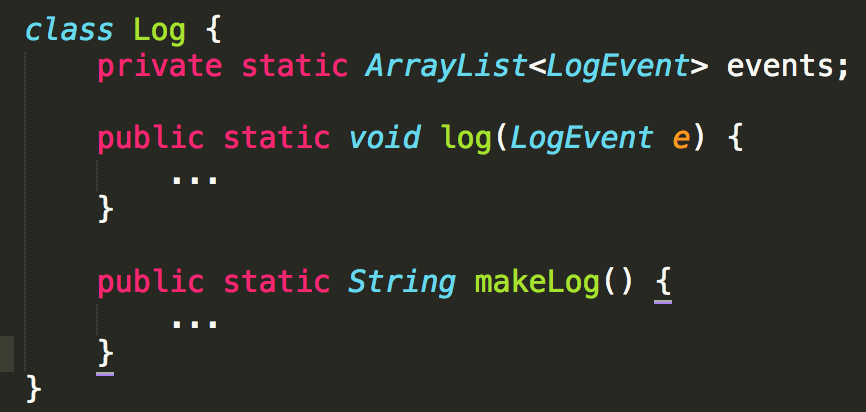 class Log {
    private static ArrayList<LogEvent> events;
    public static void log(LogEvent e) {
        ...
    }
    public static String makeLog() {
        ...
    }
}